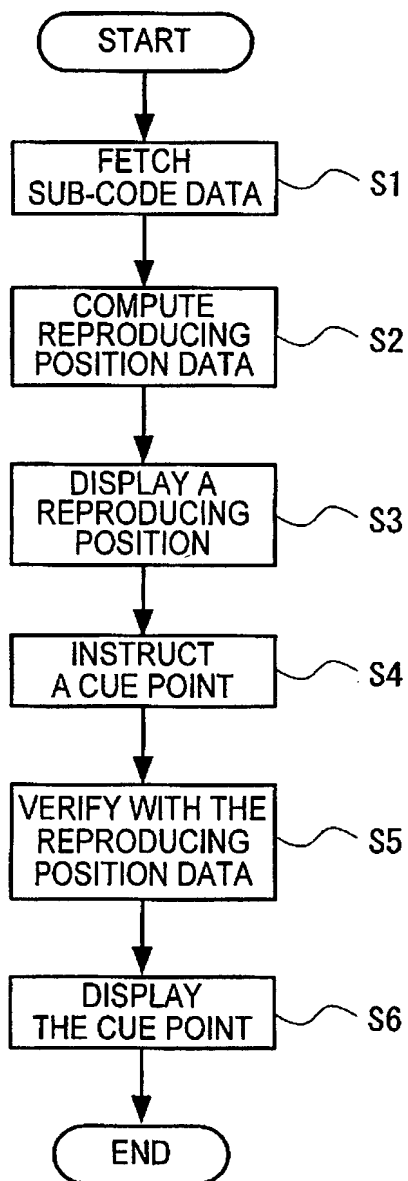 START
FETCH
SUB-CODE DATA
S1
COMPUTE
REPRODUCING
POSITION DATA
S2
DISPLAY A
REPRODUCING
POSITION
S3
INSTRUCT
A CUE POINT
S4
VERIFY WITH THE
REPRODUCING
POSITION DATA
S5
DISPLAY
THE CUE POINT
S6
END